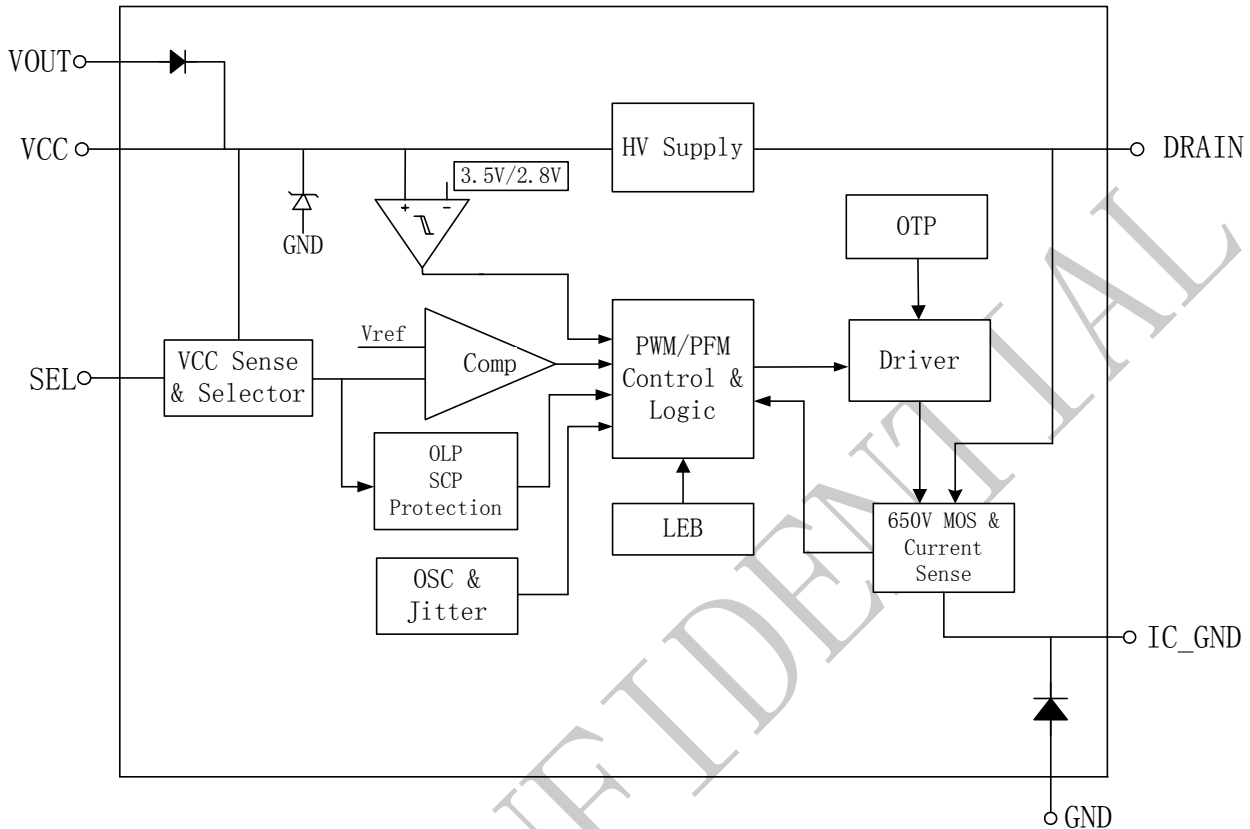 VOUT
VCC
HV Supply
DRAIN
3.5V/2.8V
+ -
GND
OTP
Vref
Comp
SEL
VCC Sense
& Selector
PWM/PFM
Control &
Logic
Driver
OLP
SCP
Protection
LEB
650V MOS &
Current
Sense
OSC &
Jitter
IC_GND
GND